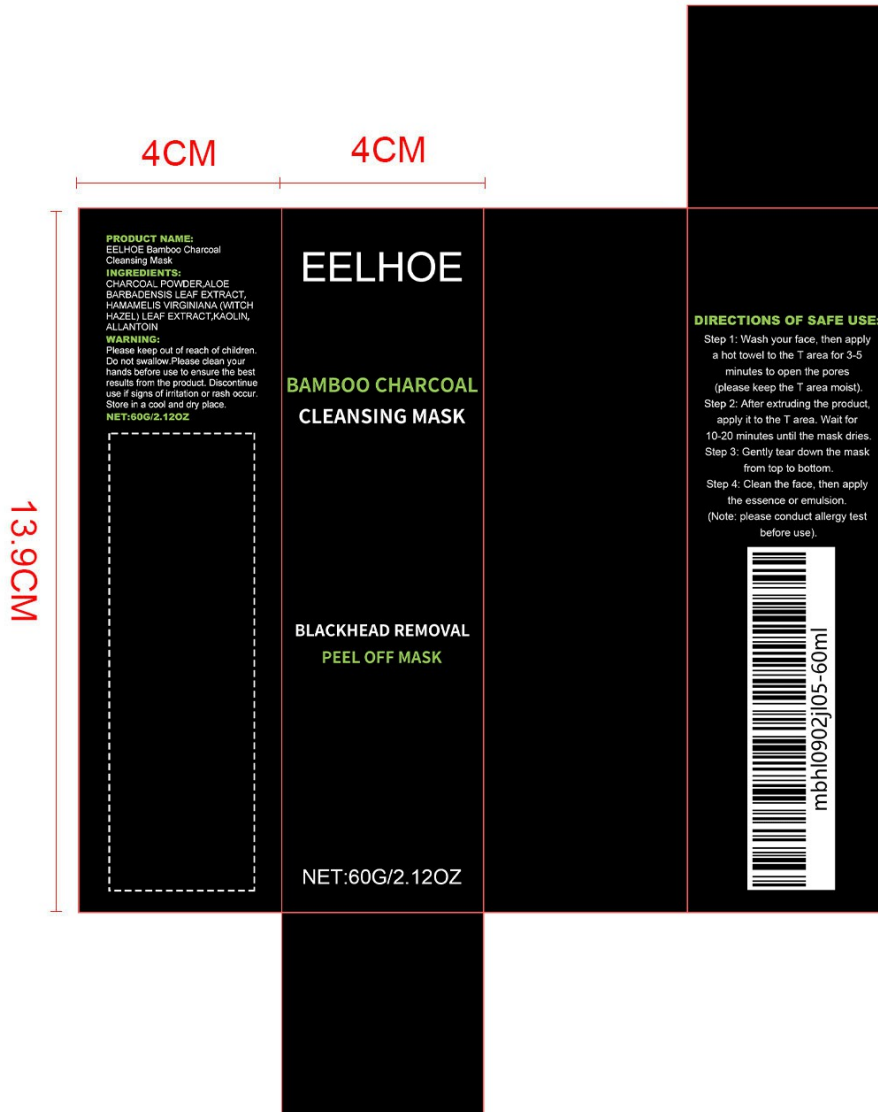 4CM
4CM
13.9CM
PRODUCT NAME:
EELHOE Bamboo Charcoal
Cleansing Mask
INGREDIENTS:
CHARCOAL POWDER,ALOE
BARBADENSIS LEAF EXTRACT,
HAMAMELIS VIRGINIANA (WITCH
HAZEL) LEAF EXTRACT,KAOLIN,
ALLANTOIN
WARNING:
Please keep out of reach of children.
Do not swallow.Please clean your
hands before use to ensure the best
results from the product. Discontinue
use if signs of irritation or rash occur.
Store in a cool and dry place.
NET:60G/2.12OZ
EELHOE
BAMBOO CHARCOAL
CLEANSING MASK
BLACKHEAD REMOVAL
PEEL OFF MASK
NET:60G/2.12OZ
DIRECTIONS OF SAFE USE:
Step 1: Wash your face, then apply
a hot towel to the T area for 3-5
minutes to open the pores
(please keep the T area moist).
Step 2: After extruding the product,
apply it to the T area. Wait for
10-20 minutes until the mask dries.
Step 3: Gently tear down the mask
from top to bottom.
Step 4: Clean the face, then apply
the essence or emulsion.
(Note: please conduct allergy test
before use).
mbhl0902jl05-60ml